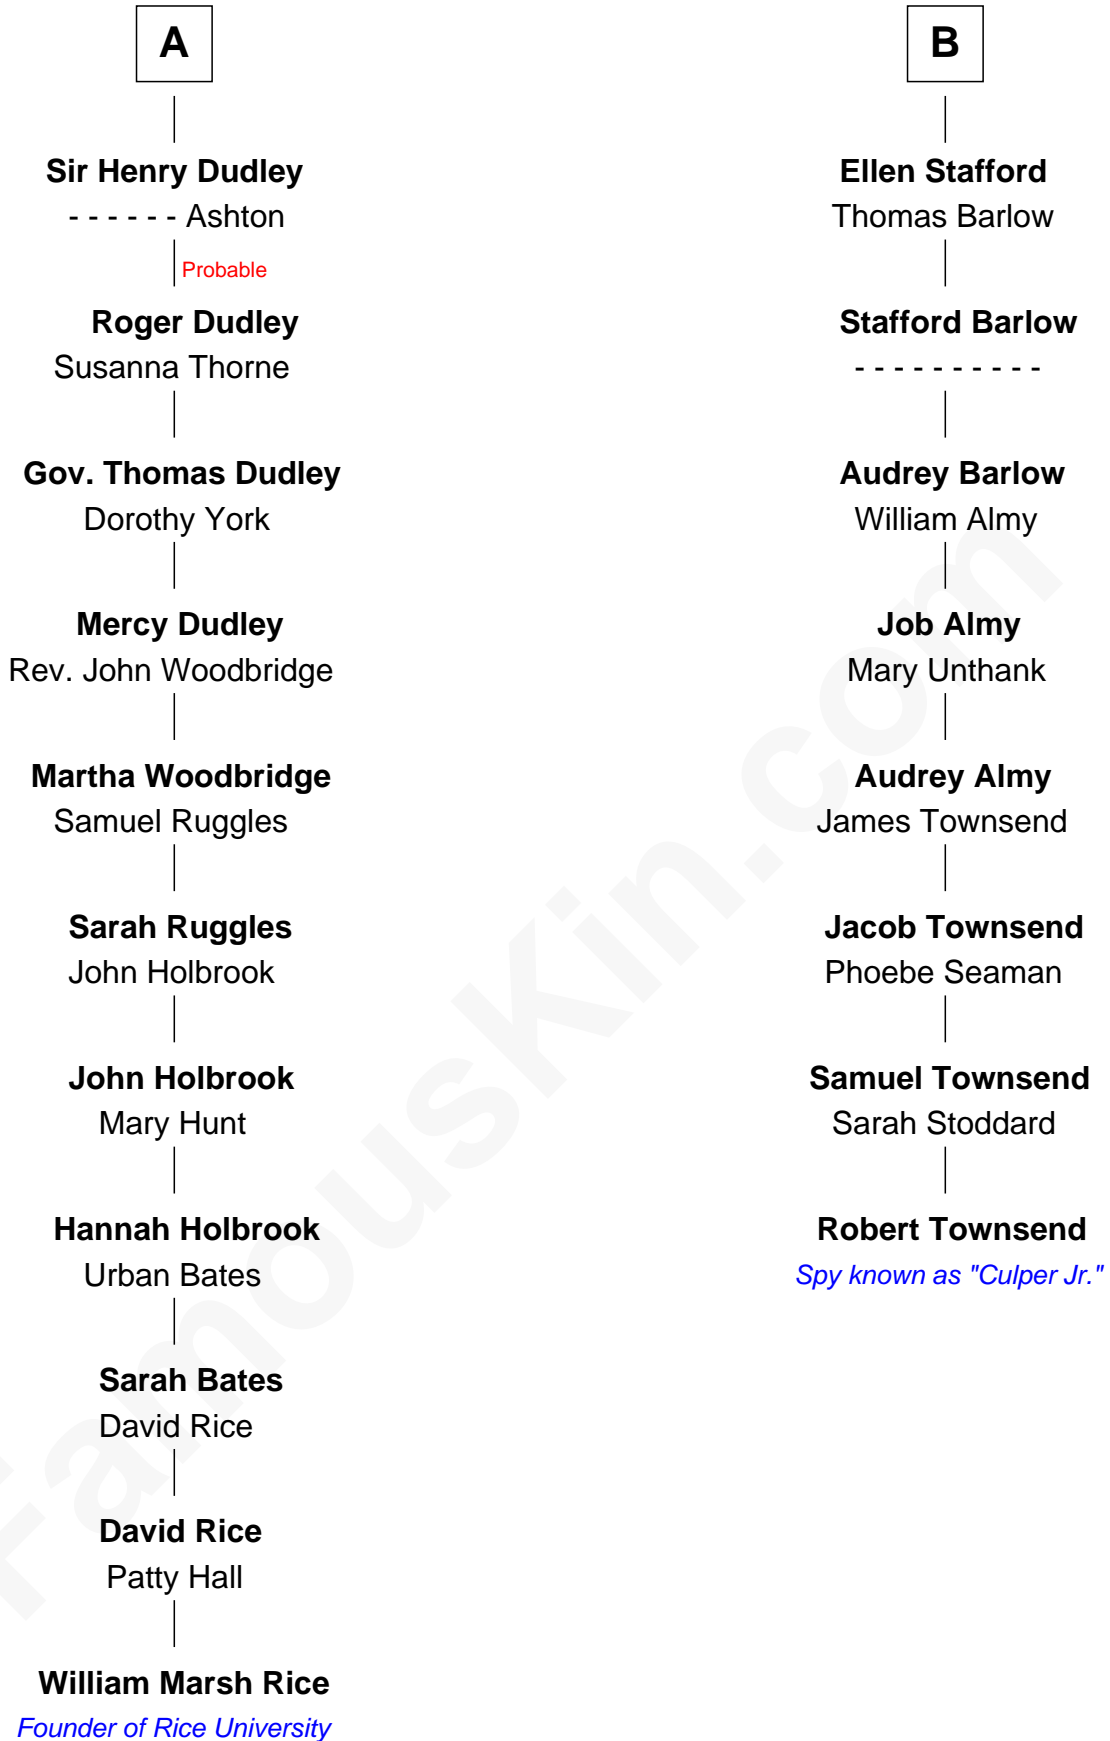 A
Sir Henry Dudley
- - - - - - Ashton
Probable
Roger Dudley
Susanna Thorne
Gov. Thomas Dudley
Dorothy York
Mercy Dudley
Rev. John Woodbridge
Martha Woodbridge
Samuel Ruggles
Sarah Ruggles
John Holbrook
John Holbrook
Mary Hunt
Hannah Holbrook
Urban Bates
Sarah Bates
David Rice
David Rice
Patty Hall
William Marsh Rice
Founder of Rice University
B
Ellen Stafford
Thomas Barlow
Stafford Barlow
- - - - - - - - - -
Audrey Barlow
William Almy
Job Almy
Mary Unthank
Audrey Almy
James Townsend
Jacob Townsend
Phoebe Seaman
Samuel Townsend
Sarah Stoddard
Robert Townsend
Spy known as "Culper Jr."
FamousKin.com